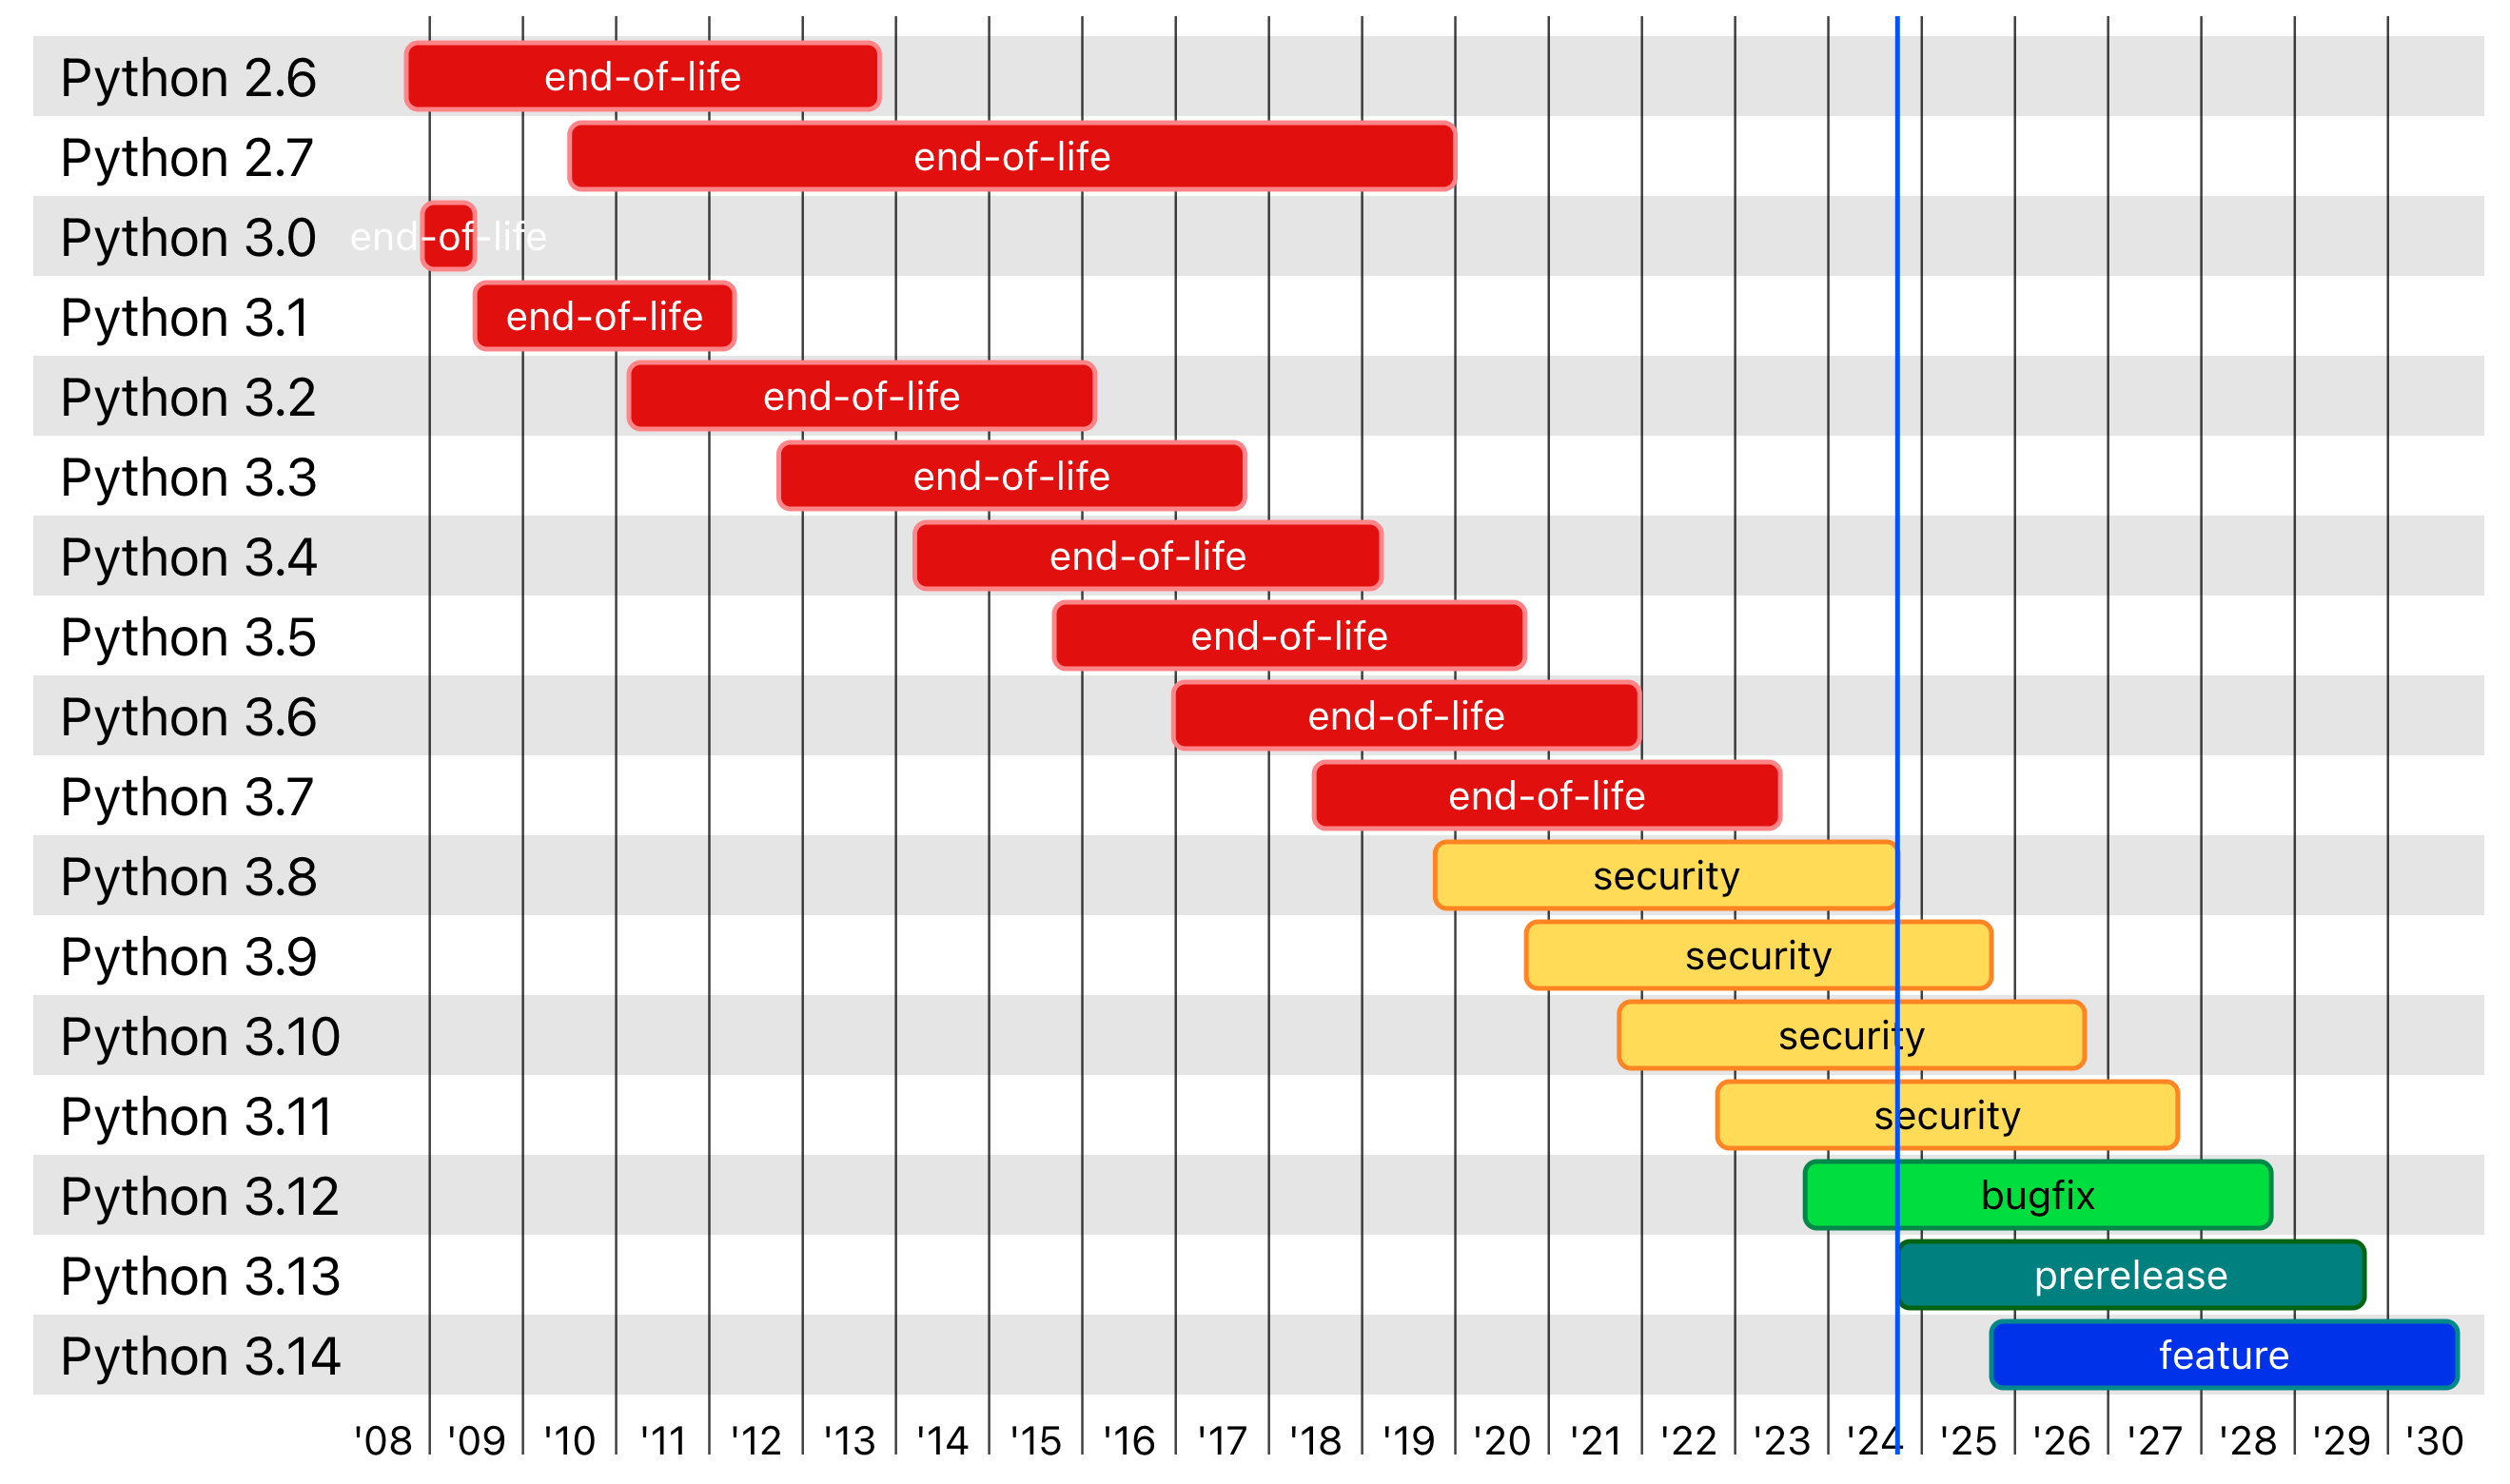 Python 2.6 end-of-life
Python 2.7 end-of-life
Python 3.0 end-of-life
Python 3.1 end-of-life
Python 3.2 end-of-life
Python 3.3 end-of-life
Python 3.4 end-of-life
Python 3.5 end-of-life
Python 3.6 end-of-life
Python 3.7 end-of-life
Python 3.8 security
Python 3.9 security
Python 3.10 security
Python 3.11 security
Python 3.12 bugfix
Python 3.13 prerelease
Python 3.14 feature
'08 '09 '10 '11 '12 '13 '14 '15 '16 '17 '18 '19 '20 '21 '22 '23 '24 '25 '26 '27 '28 '29 '30